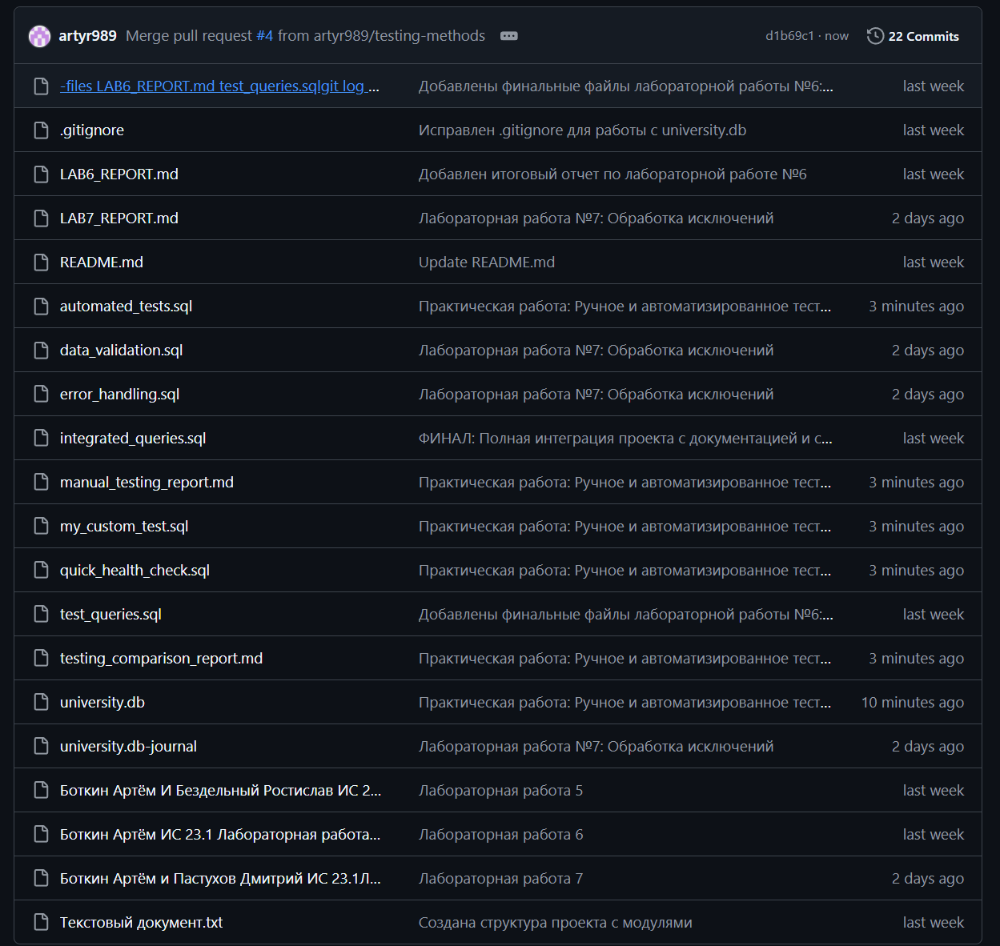 artyr989 Merge pull request #4 from artyr989/testing-methods d1b69c1 · now 22 Commits
-files LAB6_REPORT.md test_queries.sqlgit log ... Добавлены финальные файлы лабораторной работы №6:... last week
.gitignore Исправлен .gitignore для работы с university.db last week
LAB6_REPORT.md Добавлен итоговый отчет по лабораторной работе №6 last week
LAB7_REPORT.md Лабораторная работа №7: Обработка исключений 2 days ago
README.md Update README.md last week
automated_tests.sql Практическая работа: Ручное и автоматизированное тест... 3 minutes ago
data_validation.sql Лабораторная работа №7: Обработка исключений 2 days ago
error_handling.sql Лабораторная работа №7: Обработка исключений 2 days ago
integrated_queries.sql ФИНАЛ: Полная интеграция проекта с документацией и с... last week
manual_testing_report.md Практическая работа: Ручное и автоматизированное тест... 3 minutes ago
my_custom_test.sql Практическая работа: Ручное и автоматизированное тест... 3 minutes ago
quick_health_check.sql Практическая работа: Ручное и автоматизированное тест... 3 minutes ago
test_queries.sql Добавлены финальные файлы лабораторной работы №6:... last week
testing_comparison_report.md Практическая работа: Ручное и автоматизированное тест... 3 minutes ago
university.db Практическая работа: Ручное и автоматизированное тест... 10 minutes ago
university.db-journal Лабораторная работа №7: Обработка исключений 2 days ago
Боткин Артём И Бездельный Ростислав ИС 2... Лабораторная работа 5 last week
Боткин Артём ИС 23.1 Лабораторная работа... Лабораторная работа 6 last week
Боткин Артём и Пастухов Дмитрий ИС 23.1Л... Лабораторная работа 7 2 days ago
Текстовый документ.txt Создана структура проекта с модулями last week